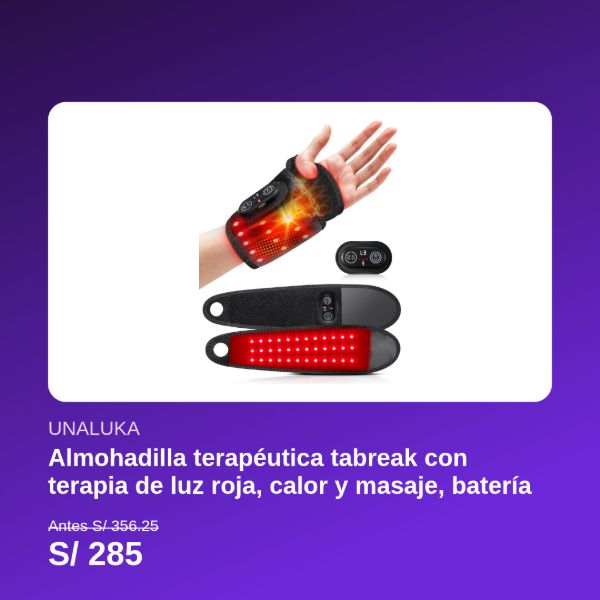 UNALUKA
Almohadilla terapéutica tabreak con
terapia de luz roja, calor y masaje, batería
Antes S/ 356.25
S/ 285